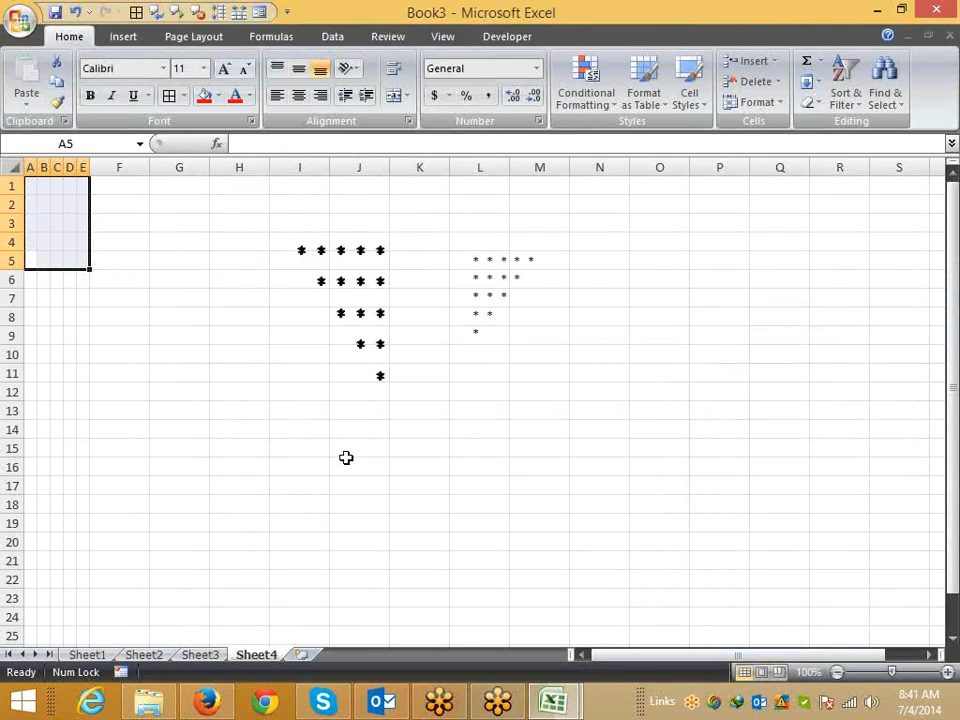 Book3 - Microsoft Excel
Home Insert Page Layout Formulas Data Review View Developer
Paste
Clipboard
Calibri 11 A A
B I U A
Font
Alignment
General
$ % ,
Number
Conditional Formatting
Format as Table
Cell Styles
Styles
Insert
Delete
Format
Cells
Σ
Sort & Filter
Find & Select
Editing
A5 fx
A B C D E F G H I J K L M N O P Q R S
1
2
3
4 * * * * *
5 * * * * *
6 * * * * * * * *
7 * * *
8 * * * * *
9 *
10 * *
11 *
12
13
14
15
16
17
18
19
20
21
22
23
24
25
Sheet1 Sheet2 Sheet3 Sheet4
Ready Num Lock 100%
Links 8:41 AM
7/4/2014